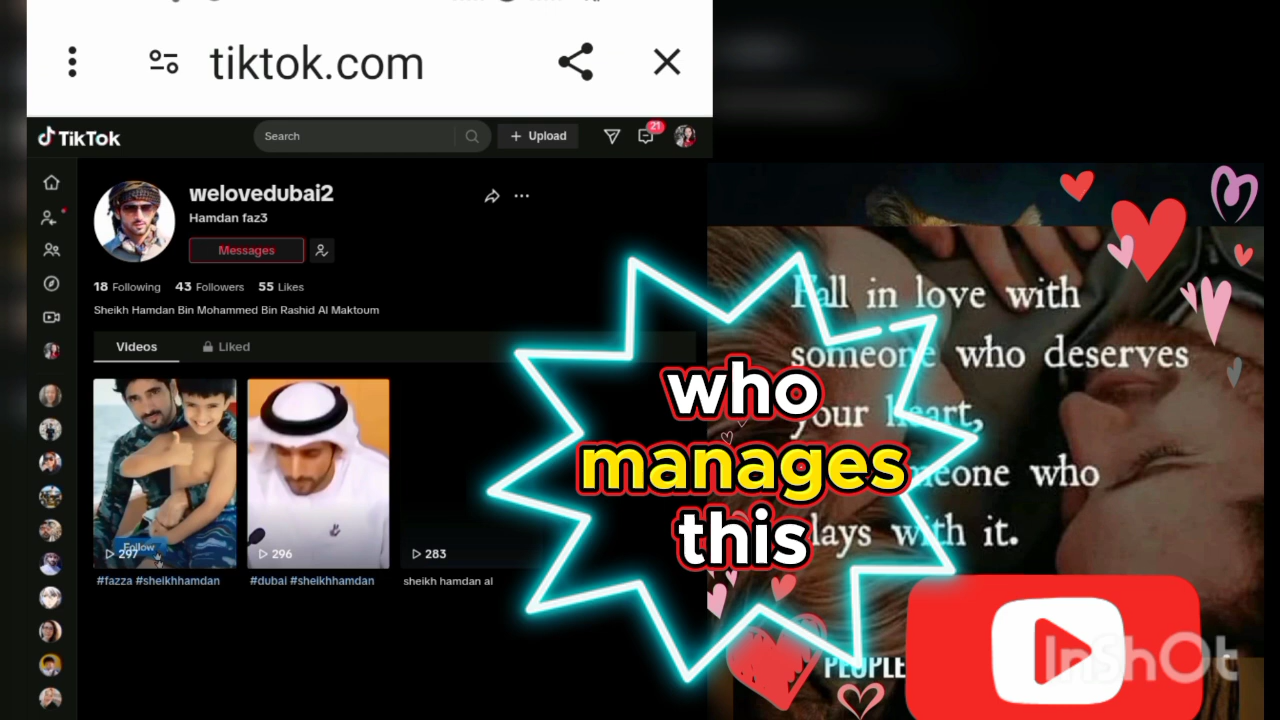 tiktok.com
TikTok
Search
+ Upload
21
welovedubai2
Hamdan faz3
Messages
18 Following 43 Followers 55 Likes
Sheikh Hamdan Bin Mohammed Bin Rashid Al Maktoum
Videos Liked
Follow
297
296
283
#fazza #sheikhhamdan
#dubai #sheikhhamdan
sheikh hamdan al
who
manages
this
Fall in love with
someone who deserves
your heart,
who
with it.
PEOPLE
InShOt